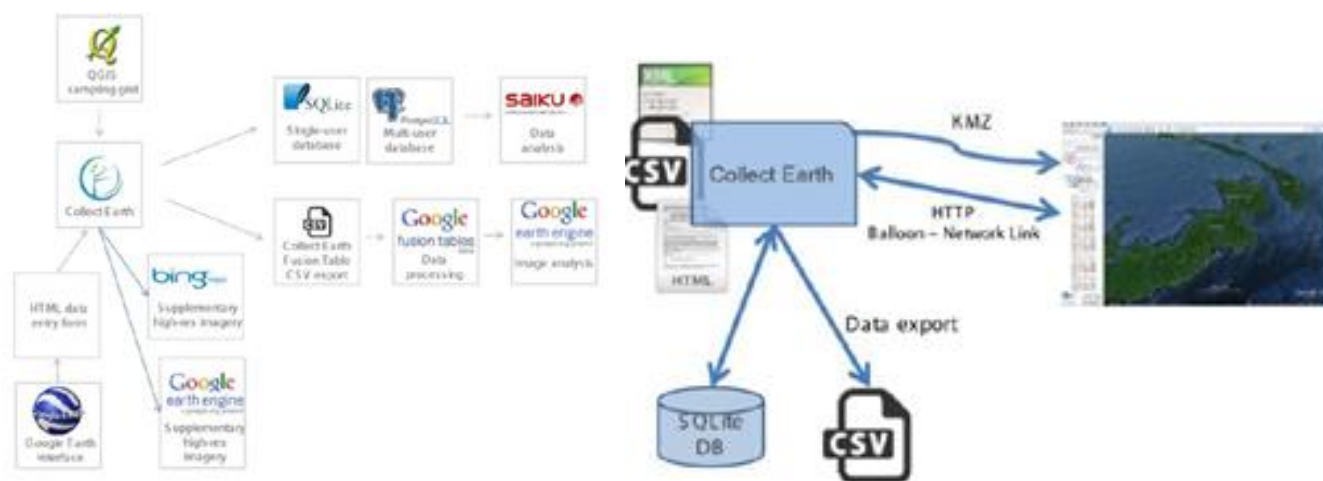 QGIS
sampling grid
Collect Earth
HTML data
entry form
Google Earth
interface
bing
Supplementary
high-res imagery
Google
earth engine
Supplementary
high-res
imagery
SQLite
Single-user
database
PostgreSQL
Multi-user
database
saiku
Data
analysis
CSV
Collect Earth
Fusion Table
CSV export
Google
fusion tables
Data
processing
Google
earth engine
Image analysis
XML
CSV
HTML
Collect Earth
KMZ
HTTP
Balloon – Network Link
Data export
SQLite
DB
CSV